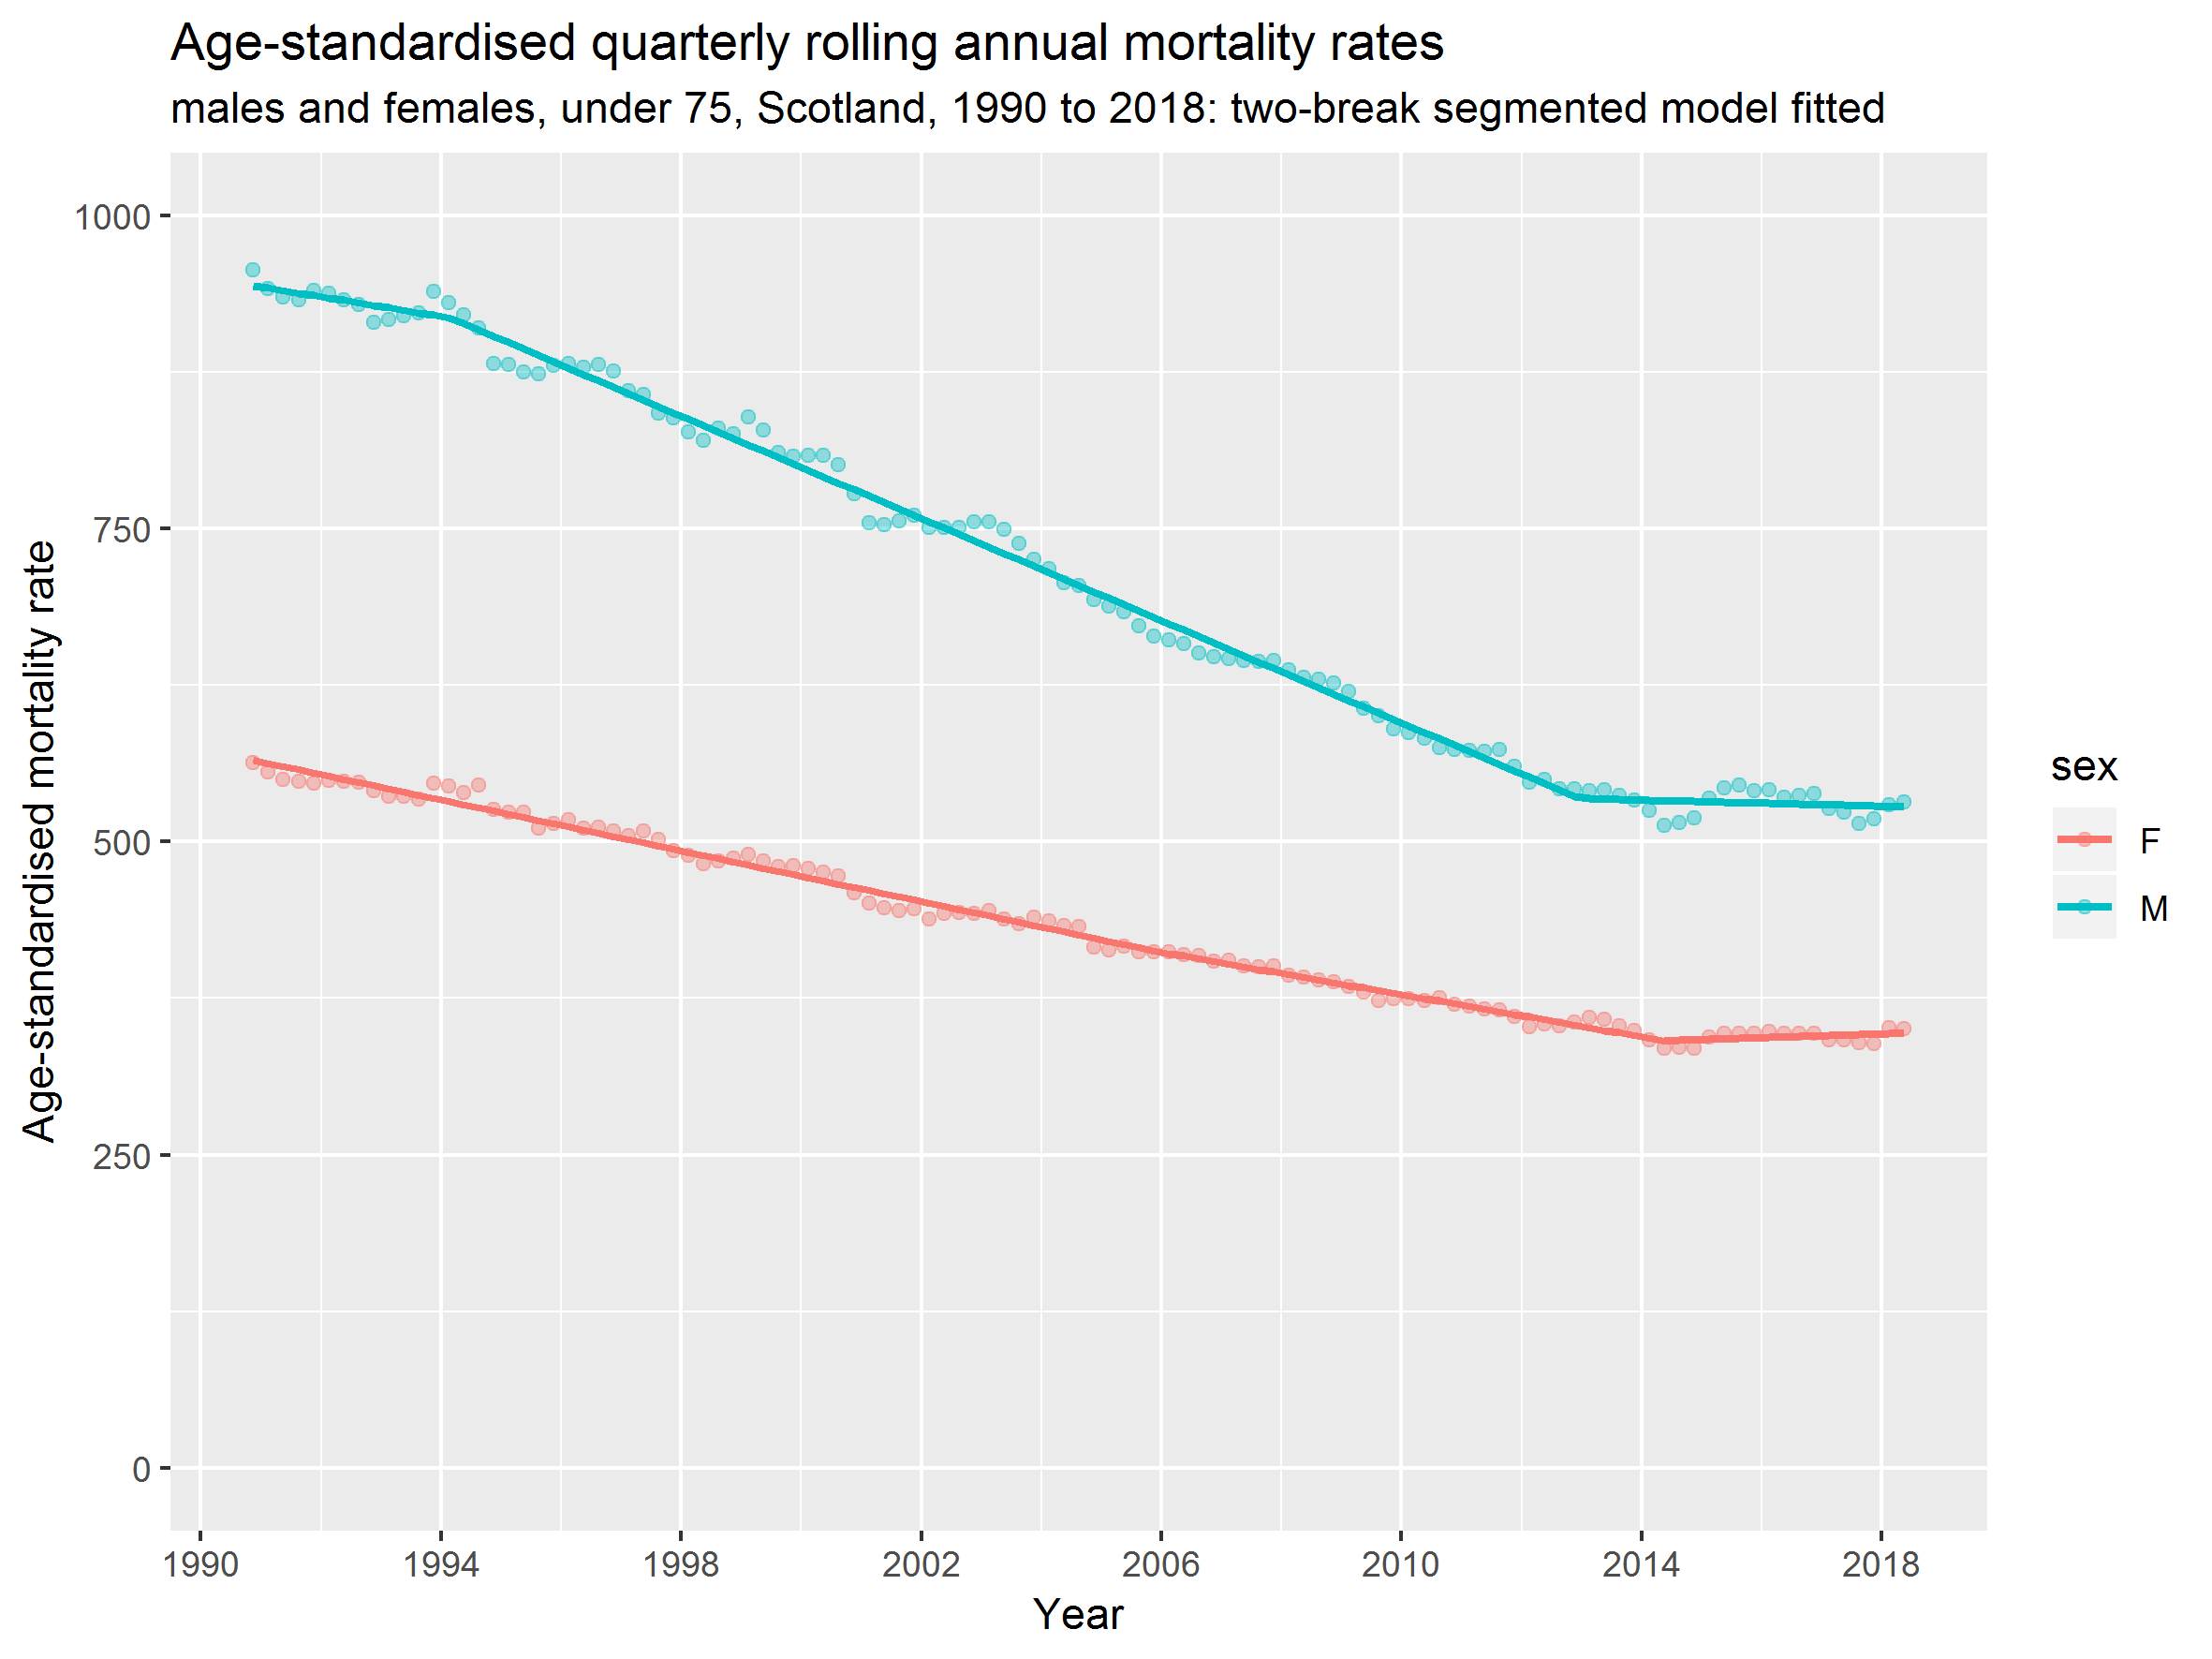 Age-standardised quarterly rolling annual mortality rates
males and females, under 75, Scotland, 1990 to 2018: two-break segmented model fitted
Age-standardised mortality rate
1000
750
500
250
0
1990 1994 1998 2002 2006 2010 2014 2018
Year
sex
F
M